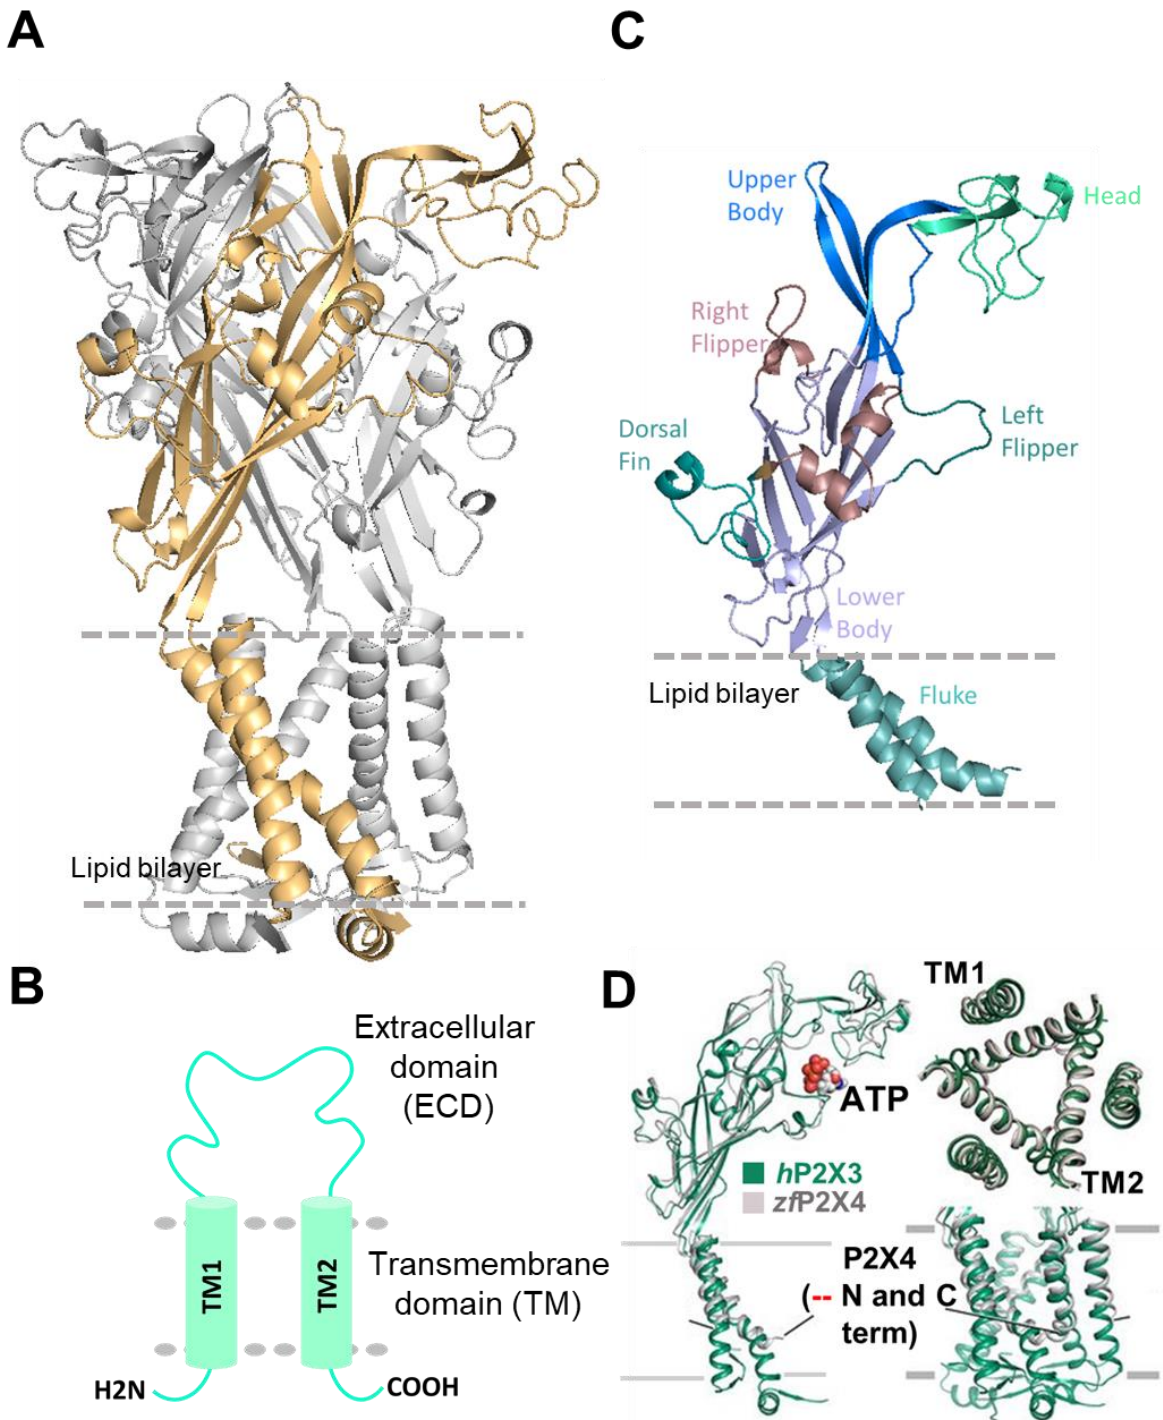 A
Lipid bilayer
B
Extracellular
domain
(ECD)
TM1
TM2
Transmembrane
domain (TM)
H2N
COOH
C
Upper
Body
Head
Right
Flipper
Dorsal
Fin
Left
Flipper
Lower
Body
Lipid bilayer
Fluke
D
TM1
ATP
hP2X3
zfP2X4
TM2
P2X4
(-- N and C
term)